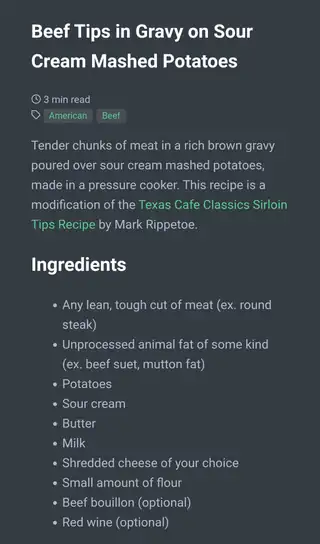 Beef Tips in Gravy on Sour
Cream Mashed Potatoes
3 min read
American Beef
Tender chunks of meat in a rich brown gravy
poured over sour cream mashed potatoes,
made in a pressure cooker. This recipe is a
modification of the Texas Cafe Classics Sirloin
Tips Recipe by Mark Rippetoe.
Ingredients
• Any lean, tough cut of meat (ex. round
steak)
• Unprocessed animal fat of some kind
(ex. beef suet, mutton fat)
• Potatoes
• Sour cream
• Butter
• Milk
• Shredded cheese of your choice
• Small amount of flour
• Beef bouillon (optional)
• Red wine (optional)